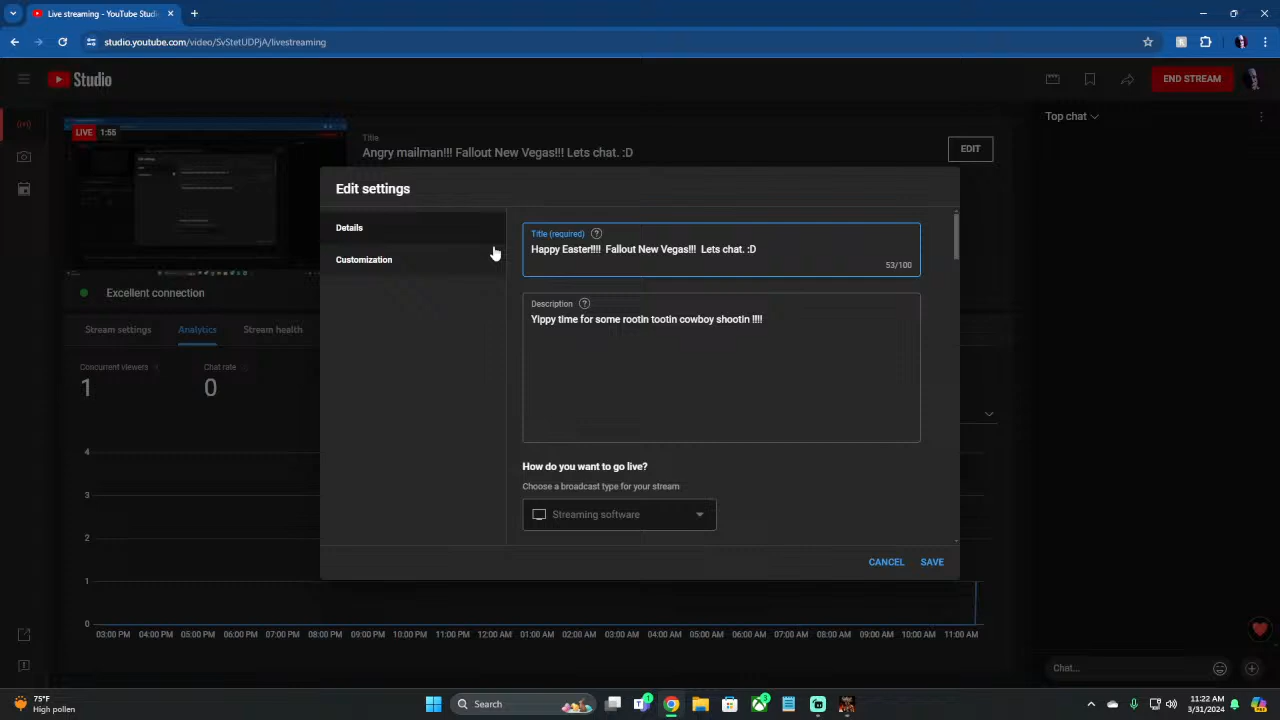 Live streaming - YouTube Studi
studio.youtube.com/video/SvStetUDPjA/livestreaming
Studio
END STREAM
LIVE 1:55
Title
Angry mailman!!! Fallout New Vegas!!! Lets chat. :D
EDIT
Top chat
Edit settings
Details
Customization
Title (required)
Happy Easter!!!! Fallout New Vegas!!! Lets chat. :D
53/100
Description
Yippy time for some rootin tootin cowboy shootin !!!!
Excellent connection
Stream settings Analytics Stream health
Concurrent viewers Chat rate
1 0
How do you want to go live?
Choose a broadcast type for your stream
Streaming software
CANCEL SAVE
4
3
2
1
0
03:00 PM 04:00 PM 05:00 PM 06:00 PM 07:00 PM 08:00 PM 09:00 PM 10:00 PM 11:00 PM 12:00 AM 01:00 AM 02:00 AM 03:00 AM 04:00 AM 05:00 AM 06:00 AM 07:00 AM 08:00 AM 09:00 AM 10:00 AM 11:00 AM
Chat...
75°F
High pollen
Search
1
3
11:22 AM
3/31/2024